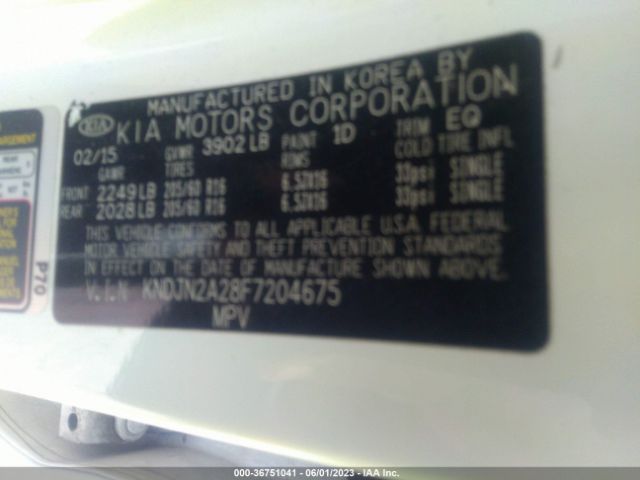 MANUFACTURED IN KOREA BY
KIA KIA MOTORS CORPORATION
02/15 GVWR 3902 LB PAINT 1D TRIM EQ
GAWR TIRES RIMS COLD TIRE INFL
FRONT 2249 LB 205/60 R16 6.5JX16 33psi SINGLE
REAR 2028 LB 205/60 R16 6.5JX16 33psi SINGLE
THIS VEHICLE CONFORMS TO ALL APPLICABLE U.S.A. FEDERAL
MOTOR VEHICLE SAFETY AND THEFT PREVENTION STANDARDS
IN EFFECT ON THE DATE OF MANUFACTURE SHOWN ABOVE.
V.I.N KNDJN2A28F7204675
MPV
P70
000-36751041 - 06/01/2023 - IAA Inc.